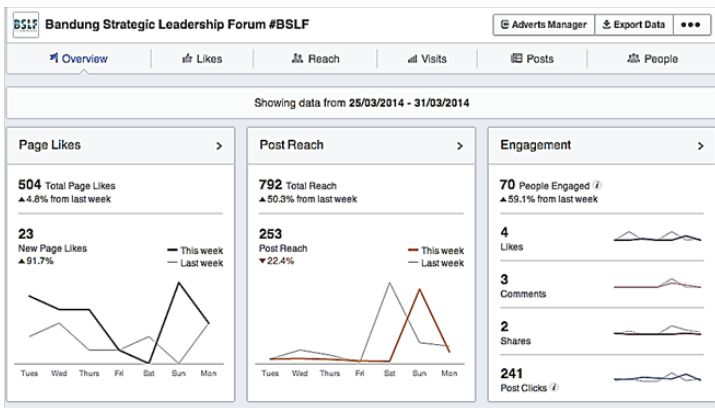 BSLF
Bandung Strategic Leadership Forum #BSLF
Adverts Manager
Export Data
Overview
Likes
Reach
Visits
Posts
People
Showing data from 25/03/2014 - 31/03/2014
Page Likes
504 Total Page Likes
▲4.8% from last week
23
New Page Likes
▲91.7%
This week
Last week
Tues Wed Thurs Fri Sat Sun Mon
Post Reach
792 Total Reach
▲50.3% from last week
253
Post Reach
▼22.4%
This week
Last week
Tues Wed Thurs Fri Sat Sun Mon
Engagement
70 People Engaged i
▲59.1% from last week
4
Likes
3
Comments
2
Shares
241
Post Clicks i